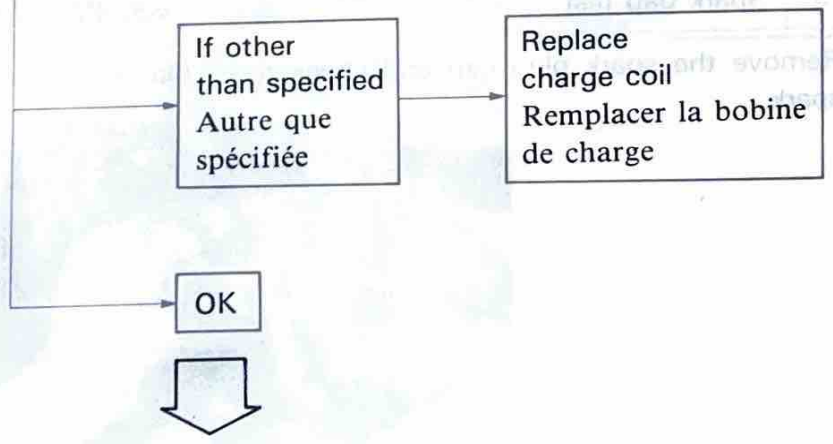 If other
than specified
Autre que
spécifiée
Replace
charge coil
Remplacer la bobine
de charge
OK